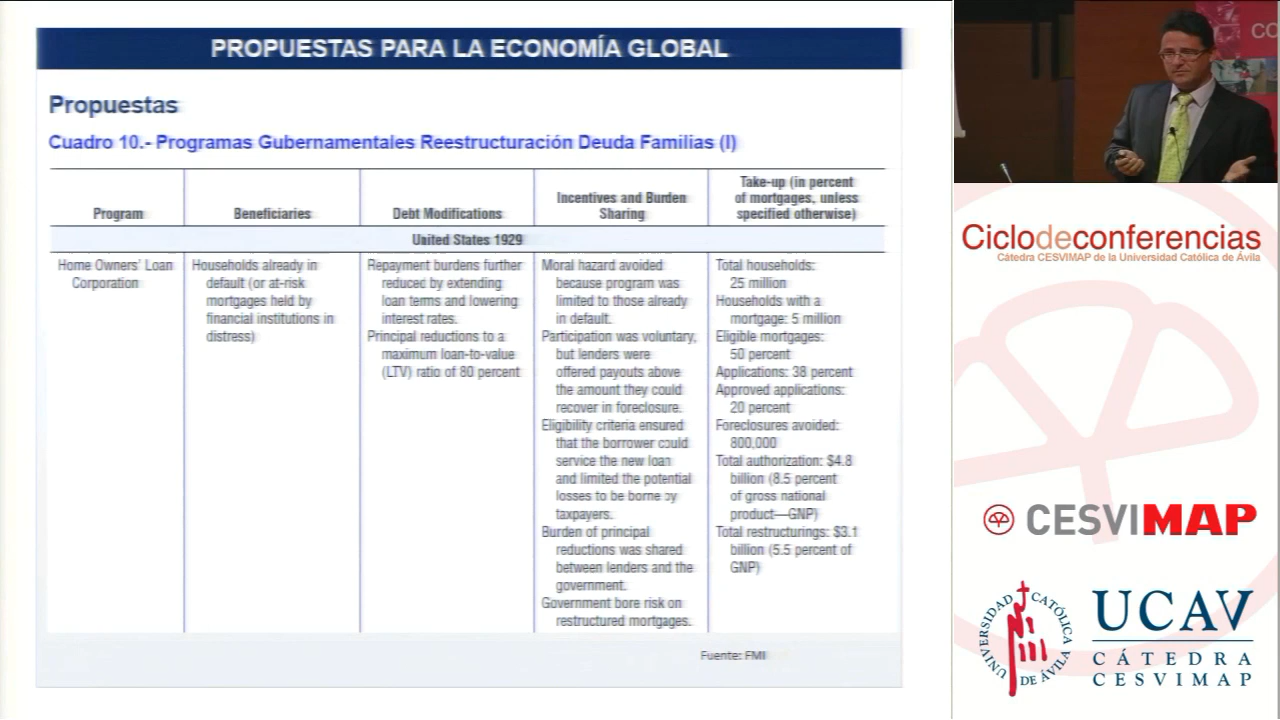 PROPUESTAS PARA LA ECONOMÍA GLOBAL
Propuestas
Cuadro 10.- Programas Gubernamentales Reestructuración Deuda Familias (I)
Program
Beneficiaries
Debt Modifications
Incentives and Burden
Sharing
Take-up (in percent
of mortgages, unless
specified otherwise)
United States 1929
Home Owners' Loan
Corporation
Households already in
default (or at-risk
mortgages held by
financial institutions in
distress)
Repayment burdens further
reduced by extending
loan terms and lowering
interest rates.
Principal reductions to a
maximum loan-to-value
(LTV) ratio of 80 percent
Moral hazard avoided
because program was
limited to those already
in default.
Participation was voluntary,
but lenders were
offered payouts above
the amount they could
recover in foreclosure.
Eligibility criteria ensured
that the borrower could
service the new loan
and limited the potential
losses to be borne by
taxpayers.
Burden of principal
reductions was shared
between lenders and the
government.
Government bore risk on
restructured mortgages.
Total households:
25 million
Households with a
mortgage: 5 million
Eligible mortgages:
50 percent
Applications: 38 percent
Approved applications:
20 percent
Foreclosures avoided:
800,000
Total authorization: $4.8
billion (8.5 percent
of gross national
product—GNP)
Total restructurings: $3.1
billion (5.5 percent of
GNP)
Fuente: FMI
CO
Ciclodeconferencias
Cátedra CESVIMAP de la Universidad Católica de Ávila
CESVIMAP
UNIVERSIDAD CATÓLICA DE ÁVILA
UCAV
CÁTEDRA
CESVIMAP